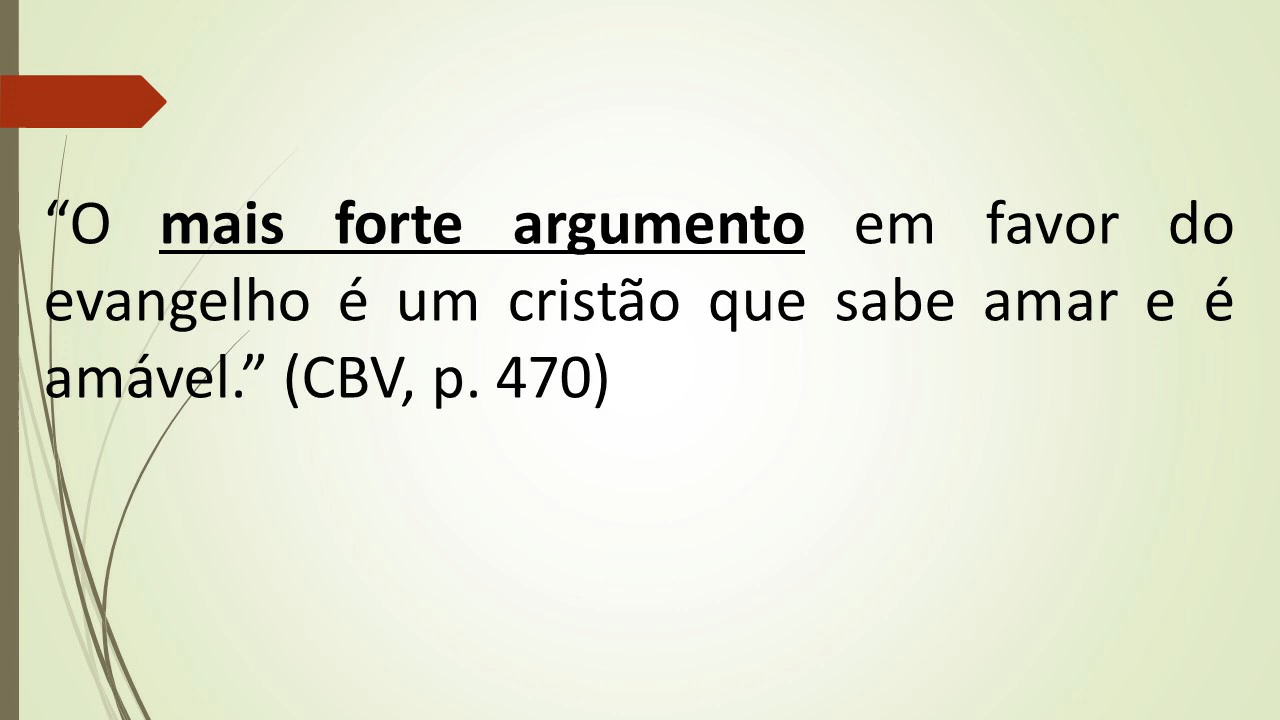 “O mais forte argumento em favor do
evangelho é um cristão que sabe amar e é
amável.” (CBV, p. 470)